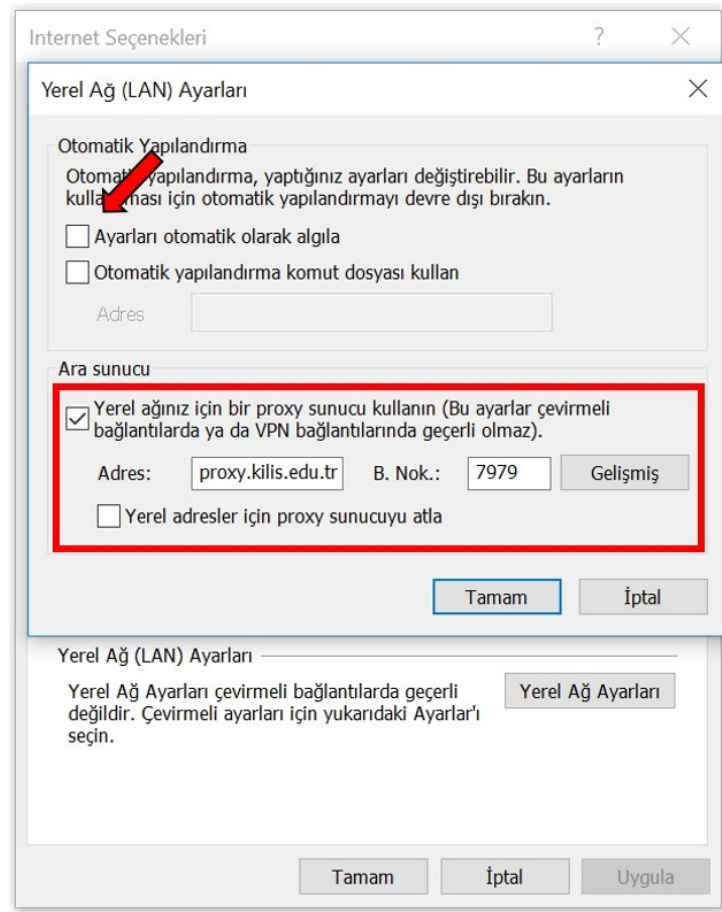 Internet Seçenekleri
Yerel Ağ (LAN) Ayarları
Otomatik Yapılandırma
Otomatik yapılandırma, yaptığınız ayarları değiştirebilir. Bu ayarların
için otomatik yapılandırmayı devre dışı bırakın.
Ayarları otomatik olarak algıla
Otomatik yapılandırma komut dosyası kullan
Adres
Ara sunucu
Yerel ağınız için bir proxy sunucu kullanın (Bu ayarlar çevirmeli
bağlantılarda ya da VPN bağlantılarında geçerli olmaz).
Adres: proxy.kilis.edu.tr B. Nok.: 7979 Gelişmiş
Yerel adresler için proxy sunucuyu atla
Tamam İptal
Yerel Ağ (LAN) Ayarları
Yerel Ağ Ayarları çevirmeli bağlantılarda geçerli
değildir. Çevirmeli ayarları için yukarıdaki Ayarlar'ı
seçin.
Yerel Ağ Ayarları
Tamam İptal Uygula